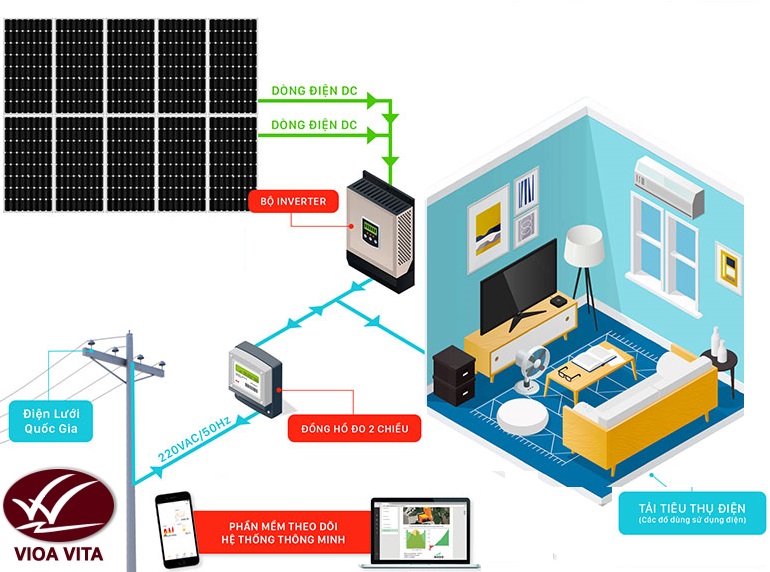 DÒNG ĐIỆN DC
DÒNG ĐIỆN DC
BỘ INVERTER
Điện Lưới
Quốc Gia
220VAC/50Hz
ĐỒNG HỒ ĐO 2 CHIỀU
TẢI TIÊU THỤ ĐIỆN
(Các đồ dùng sử dụng điện)
PHẦN MỀM THEO DÕI
HỆ THỐNG THÔNG MINH
VIOA VITA